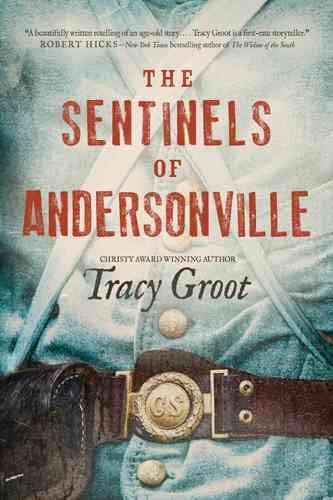 "A beautifully written retelling of an age-old story.... Tracy Groot is a first-rate storyteller."
ROBERT HICKS—New York Times bestselling author of The Widow of the South
THE
SENTINELS
OF
ANDERSONVILLE
CHRISTY AWARD WINNING AUTHOR
Tracy Groot
CS